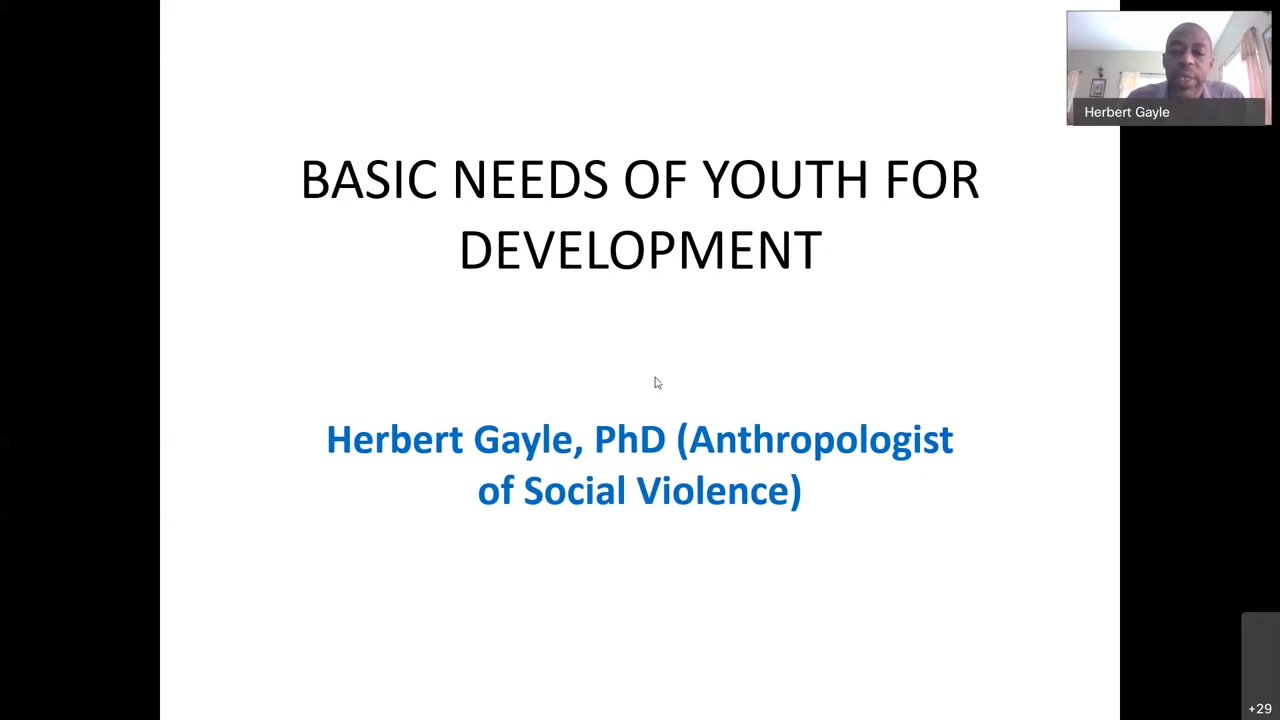 Herbert Gayle
BASIC NEEDS OF YOUTH FOR
DEVELOPMENT
Herbert Gayle, PhD (Anthropologist
of Social Violence)
+29